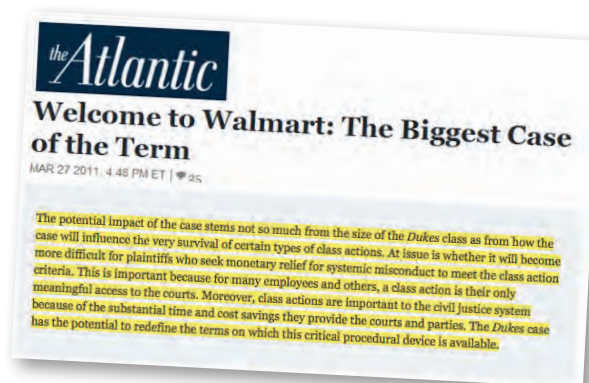 the Atlantic
Welcome to Walmart: The Biggest Case
of the Term
MAR 27 2011, 4:48 PM ET | 25
The potential impact of the case stems not so much from the size of the Dukes class as from how the
case will influence the very survival of certain types of class actions. At issue is whether it will become
more difficult for plaintiffs who seek monetary relief for systemic misconduct to meet the class action
criteria. This is important because for many employees and others, a class action is their only
meaningful access to the courts. Moreover, class actions are important to the civil justice system
because of the substantial time and cost savings they provide the courts and parties. The Dukes case
has the potential to redefine the terms on which this critical procedural device is available.